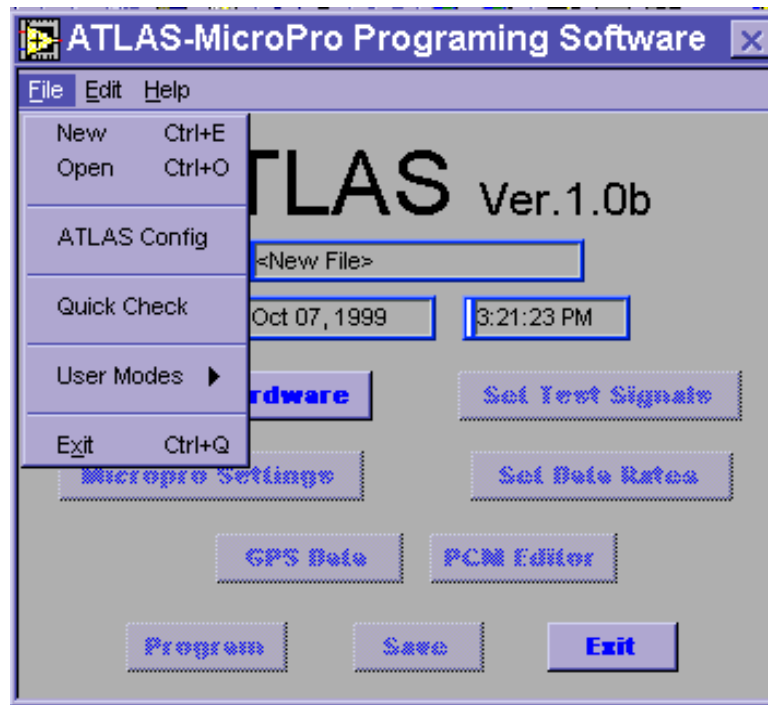 ATLAS-MicroPro Programing Software
File Edit Help
New Ctrl+E
Open Ctrl+O
ATLAS Config
Quick Check
User Modes
Exit Ctrl+Q
TLAS Ver.1.0b
<New File>
Oct 07, 1999 3:21:23 PM
rdware Set Test Signals
Micropro Settings Set Data Rates
GPS Data PCM Editor
Program Save Exit